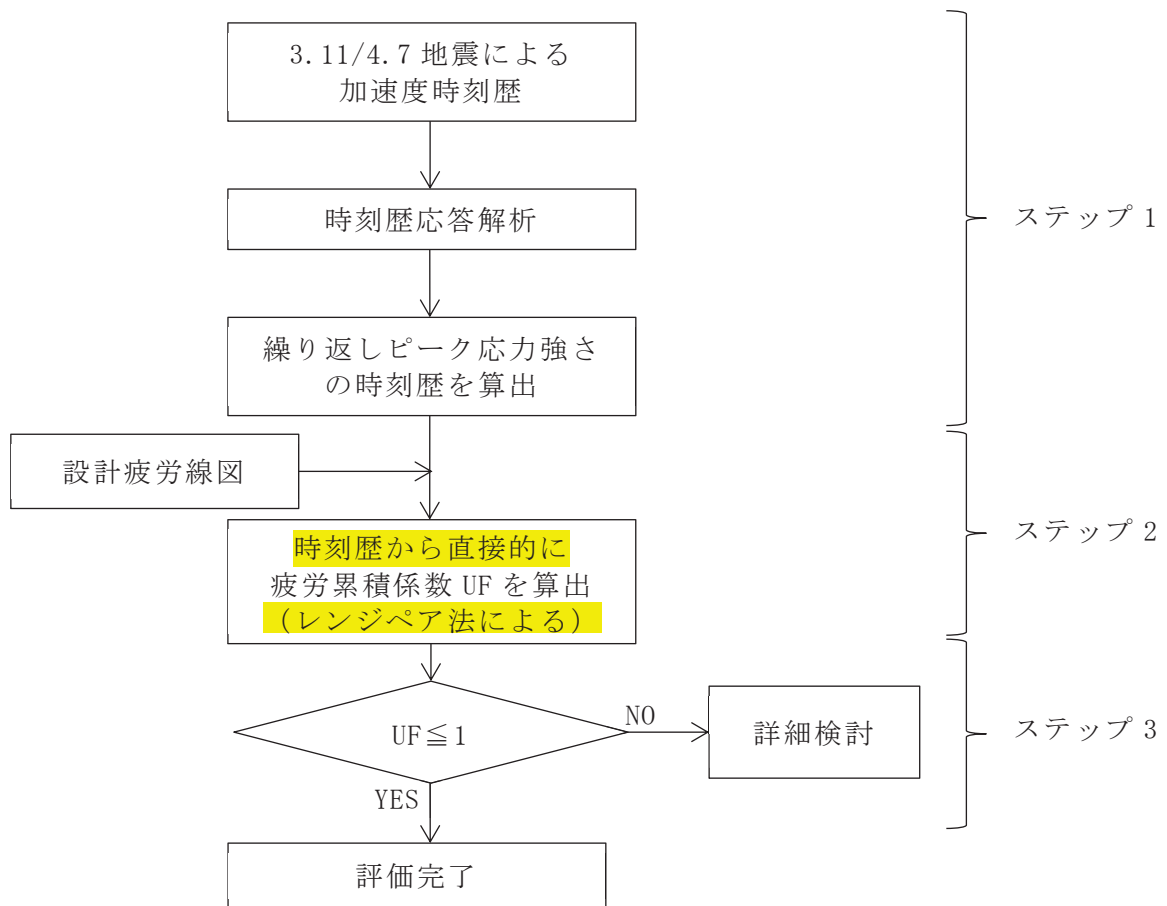 3.11/4.7 地震による
加速度時刻歴
時刻歴応答解析
ステップ 1
繰り返しピーク応力強さ
の時刻歴を算出
設計疲労線図
時刻歴から直接的に
疲労累積係数 UF を算出
(レンジペア法による)
ステップ 2
UF≦1
NO
詳細検討
ステップ 3
YES
評価完了